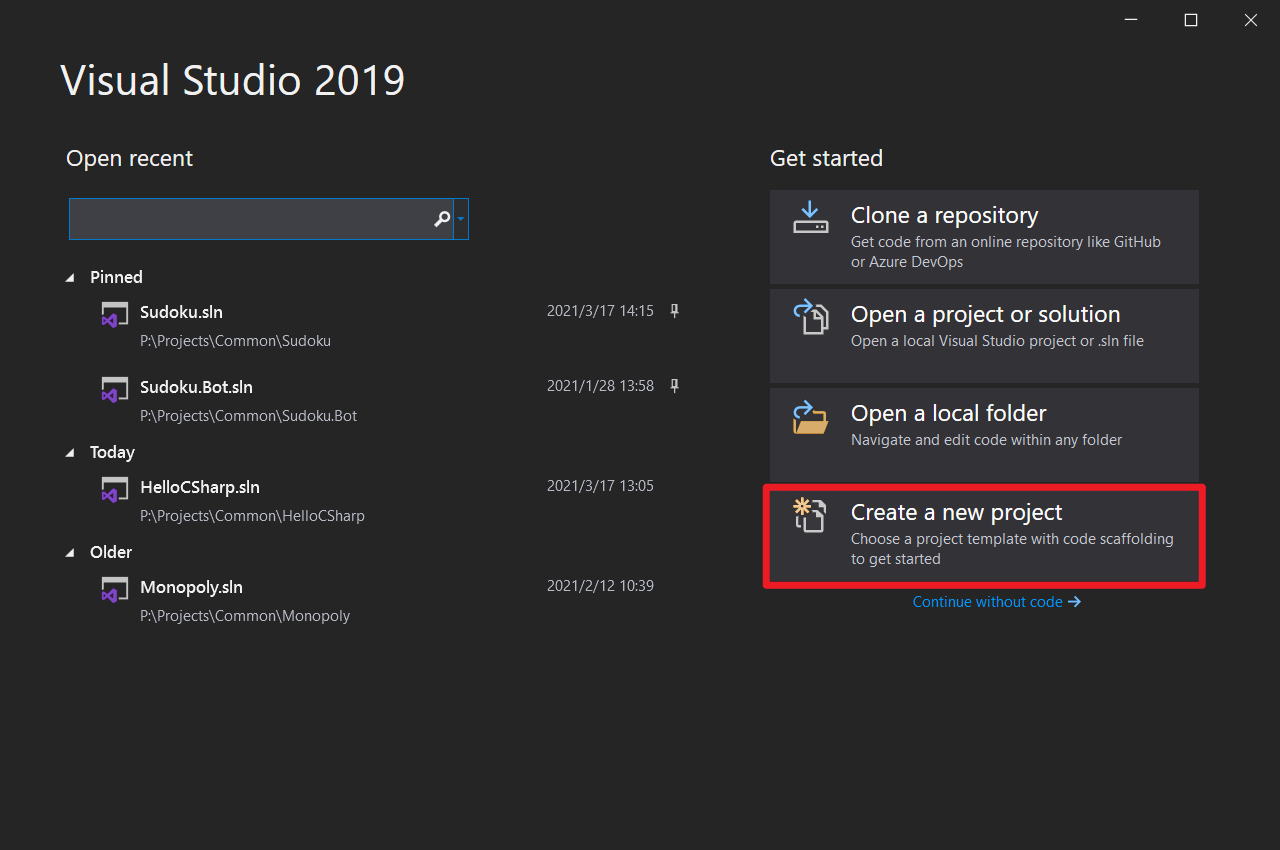 Visual Studio 2019
Open recent
Pinned
Sudoku.sln 2021/3/17 14:15
P:\Projects\Common\Sudoku
Sudoku.Bot.sln 2021/1/28 13:58
P:\Projects\Common\Sudoku.Bot
Today
HelloCSharp.sln 2021/3/17 13:05
P:\Projects\Common\HelloCSharp
Older
Monopoly.sln 2021/2/12 10:39
P:\Projects\Common\Monopoly
Get started
Clone a repository
Get code from an online repository like GitHub
or Azure DevOps
Open a project or solution
Open a local Visual Studio project or .sln file
Open a local folder
Navigate and edit code within any folder
Create a new project
Choose a project template with code scaffolding
to get started
Continue without code →